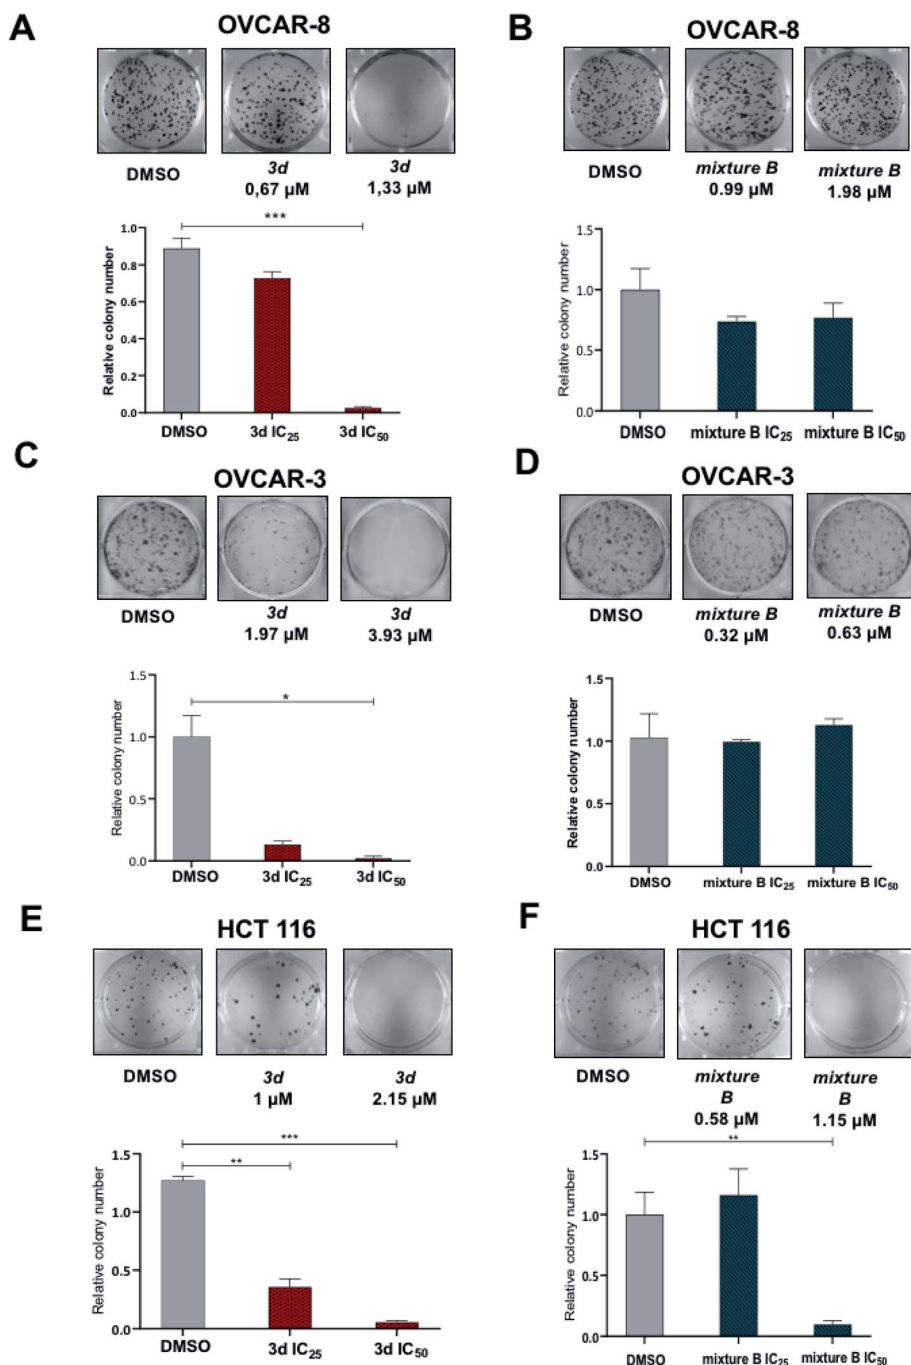 A
OVCAR-8
DMSO
3d
0,67 µM
3d
1,33 µM
***
Relative colony number
1.0
0.8
0.6
0.4
0.2
0.0
DMSO
3d IC25
3d IC50
B
OVCAR-8
DMSO
mixture B
0.99 µM
mixture B
1.98 µM
Relative colony number
1.5
1.0
0.5
0.0
DMSO
mixture B IC25
mixture B IC50
C
OVCAR-3
DMSO
3d
1.97 µM
3d
3.93 µM
*
Relative colony number
1.5
1.0
0.5
0.0
DMSO
3d IC25
3d IC50
D
OVCAR-3
DMSO
mixture B
0.32 µM
mixture B
0.63 µM
Relative colony number
1.5
1.0
0.5
0.0
DMSO
mixture B IC25
mixture B IC50
E
HCT 116
DMSO
3d
1 µM
3d
2.15 µM
***
**
Relative colony number
1.5
1.0
0.5
0.0
DMSO
3d IC25
3d IC50
F
HCT 116
DMSO
mixture
B
0.58 µM
mixture
B
1.15 µM
**
Relative colony number
1.5
1.0
0.5
0.0
DMSO
mixture B IC25
mixture B IC50